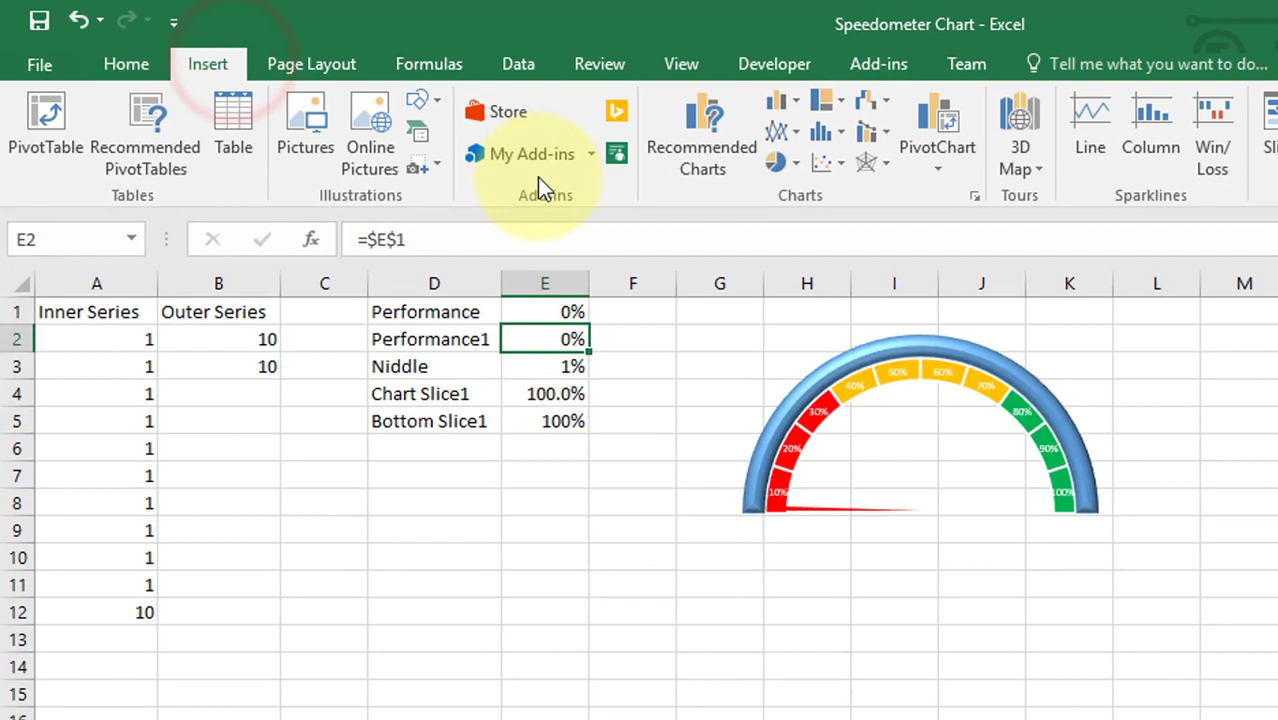 Speedometer Chart - Excel
File Home Insert Page Layout Formulas Data Review View Developer Add-ins Team Tell me what you want to do...
PivotTable Recommended PivotTables Table
Tables
Pictures Online Pictures
Illustrations
Store
My Add-ins
Add-ins
Recommended Charts
PivotChart
Charts
3D Map
Tours
Line Column Win/Loss
Sparklines
E2 fx =$E$1
A B C D E F G H I J K L M
1 Inner Series Outer Series Performance 0%
2 1 10 Performance1 0%
3 1 10 Niddle 1%
4 1 Chart Slice1 100.0%
5 1 Bottom Slice1 100%
6 1
7 1
8 1
9 1
10 1
11 1
12 10
13
14
15
10% 20% 30% 40% 50% 60% 70% 80% 90% 100%